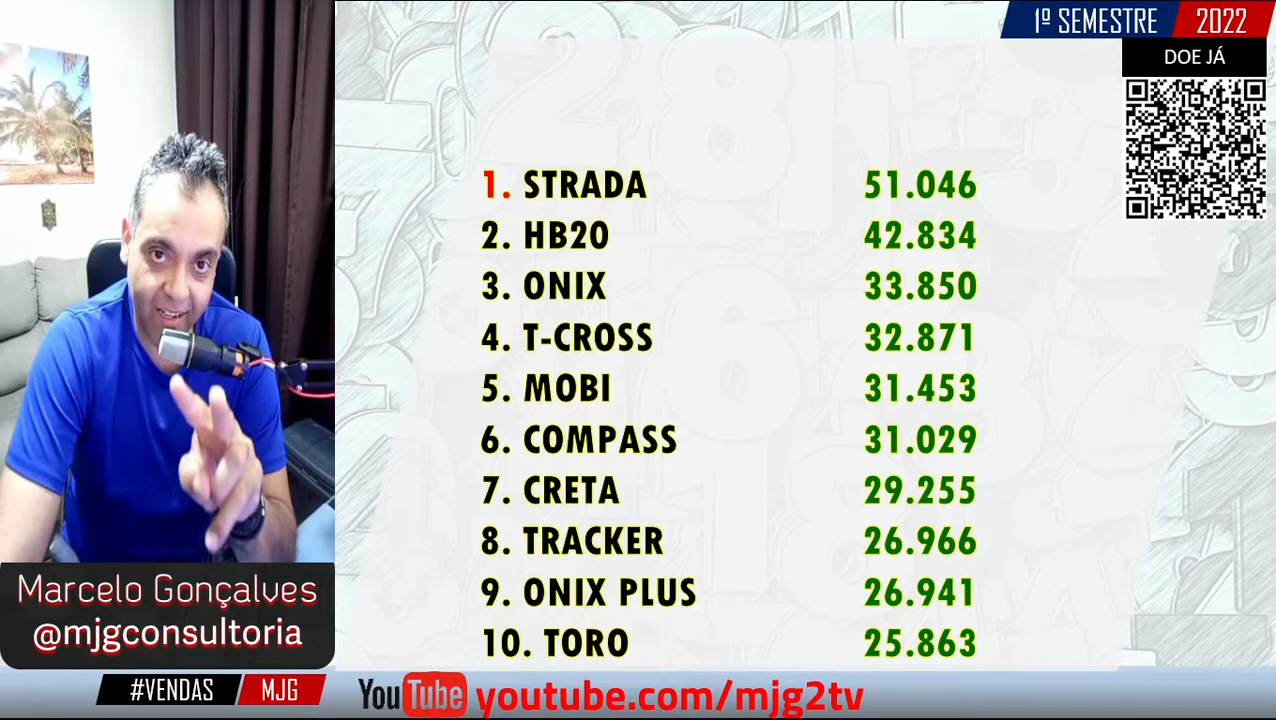 1º SEMESTRE 2022
DOE JÁ
1. STRADA 51.046
2. HB20 42.834
3. ONIX 33.850
4. T-CROSS 32.871
5. MOBI 31.453
6. COMPASS 31.029
7. CRETA 29.255
8. TRACKER 26.966
9. ONIX PLUS 26.941
10. TORO 25.863
Marcelo Gonçalves
@mjgconsultoria
#VENDAS MJG YouTube youtube.com/mjg2tv